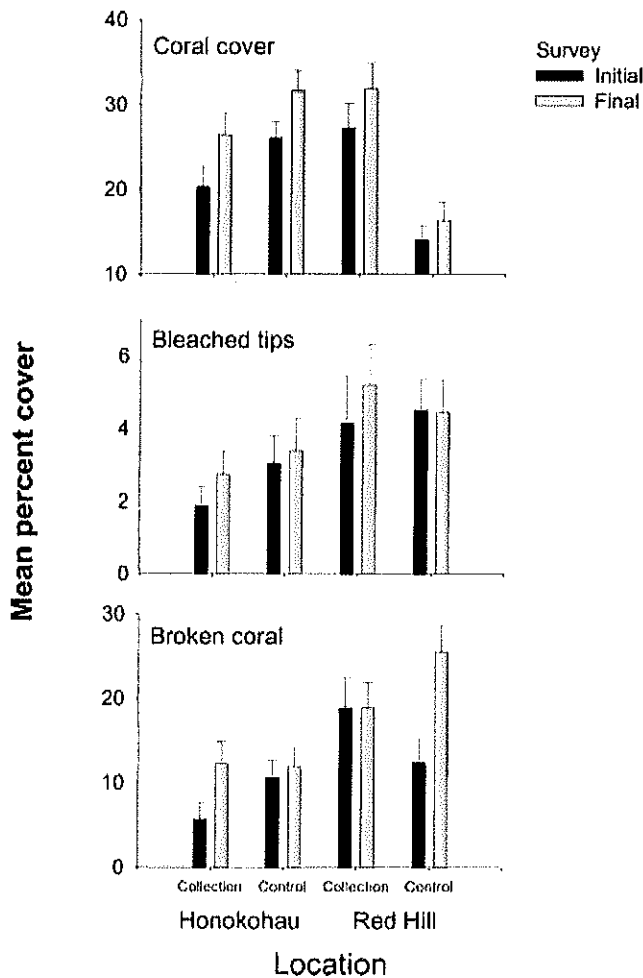 40
Coral cover
Survey
Initial
Final
30
20
10
Bleached tips
6
4
2
0
Mean percent cover
30
Broken coral
20
10
0
Collection Control Collection Control
Honokohau Red Hill
Location